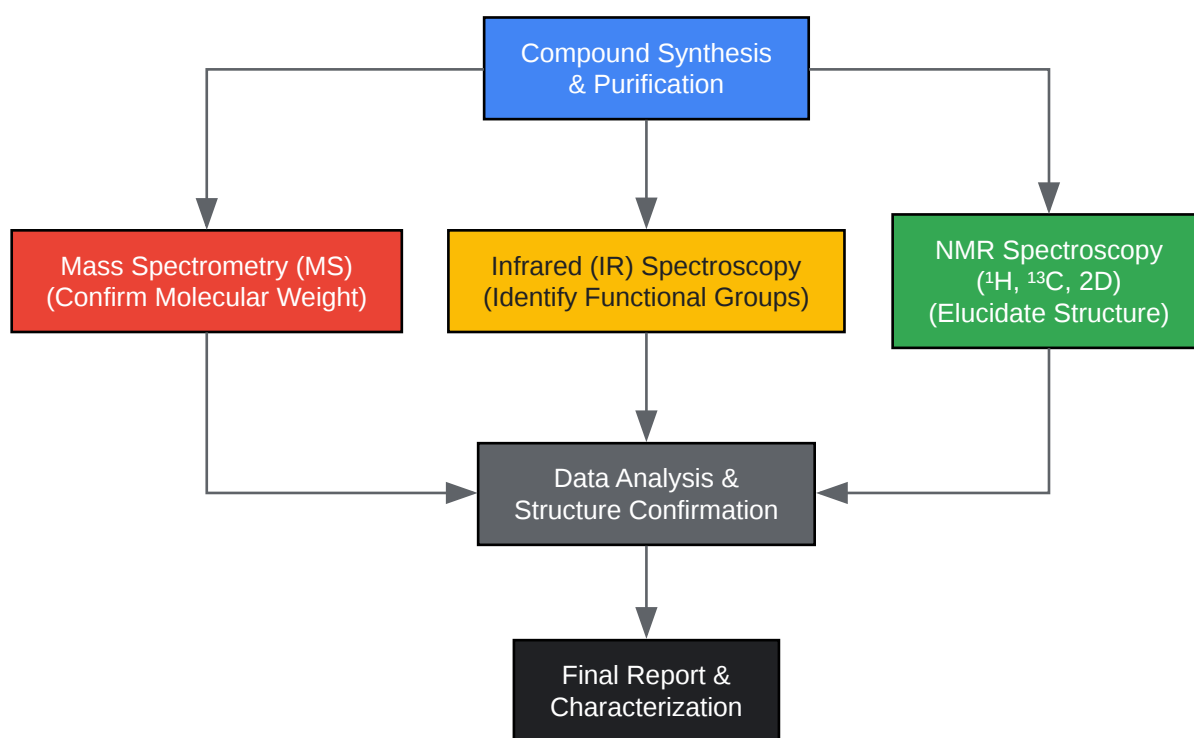 Compound Synthesis
& Purification
Mass Spectrometry (MS)
(Confirm Molecular Weight)
Infrared (IR) Spectroscopy
(Identify Functional Groups)
NMR Spectroscopy
(¹H, ¹³C, 2D)
(Elucidate Structure)
Data Analysis &
Structure Confirmation
Final Report &
Characterization